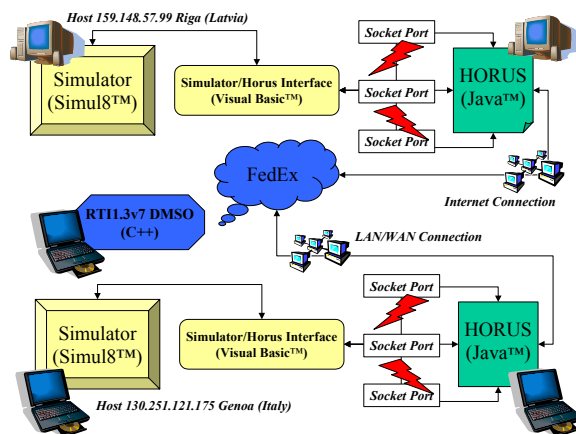 Host 159.148.57.99 Riga (Latvia)
Simulator
(Simul8™)
Simulator/Horus Interface
(Visual Basic™)
Socket Port
Socket Port
Socket Port
HORUS
(Java™)
FedEx
Internet Connection
RTI1.3v7 DMSO
(C++)
LAN/WAN Connection
Simulator
(Simul8™)
Simulator/Horus Interface
(Visual Basic™)
Socket Port
Socket Port
Socket Port
HORUS
(Java™)
Host 130.251.121.175 Genoa (Italy)